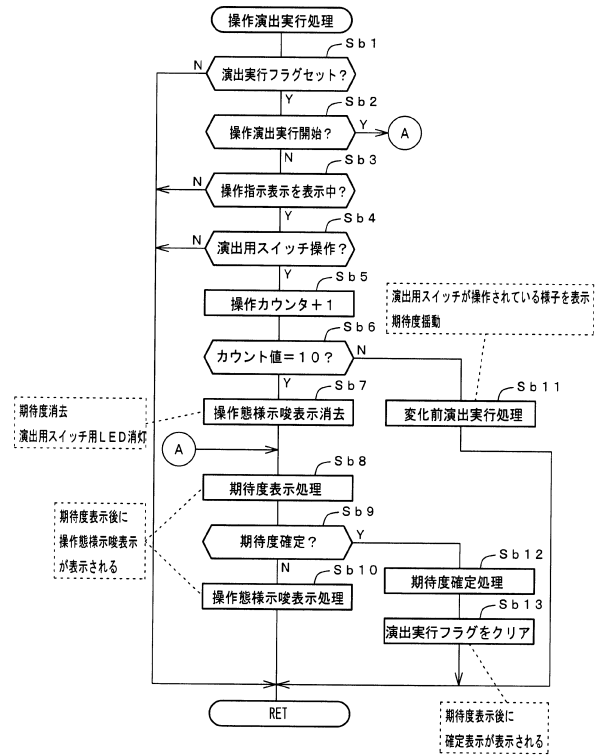 操作演出実行処理
Sb1
演出実行フラグセット?
N
Y
Sb2
操作演出実行開始?
Y
A
N
Sb3
操作指示表示を表示中?
N
Y
Sb4
演出用スイッチ操作?
N
Y
Sb5
操作カウンタ+1
演出用スイッチが操作されている様子を表示
期待度揺動
Sb6
カウント値=10?
N
Y
Sb7
操作態様示唆表示消去
Sb11
変化前演出実行処理
期待度消去
演出用スイッチ用LED消灯
A
Sb8
期待度表示処理
Sb9
期待度確定?
Y
N
期待度表示後に
操作態様示唆表示
が表示される
Sb10
操作態様示唆表示処理
Sb12
期待度確定処理
Sb13
演出実行フラグをクリア
RET
期待度表示後に
確定表示が表示される